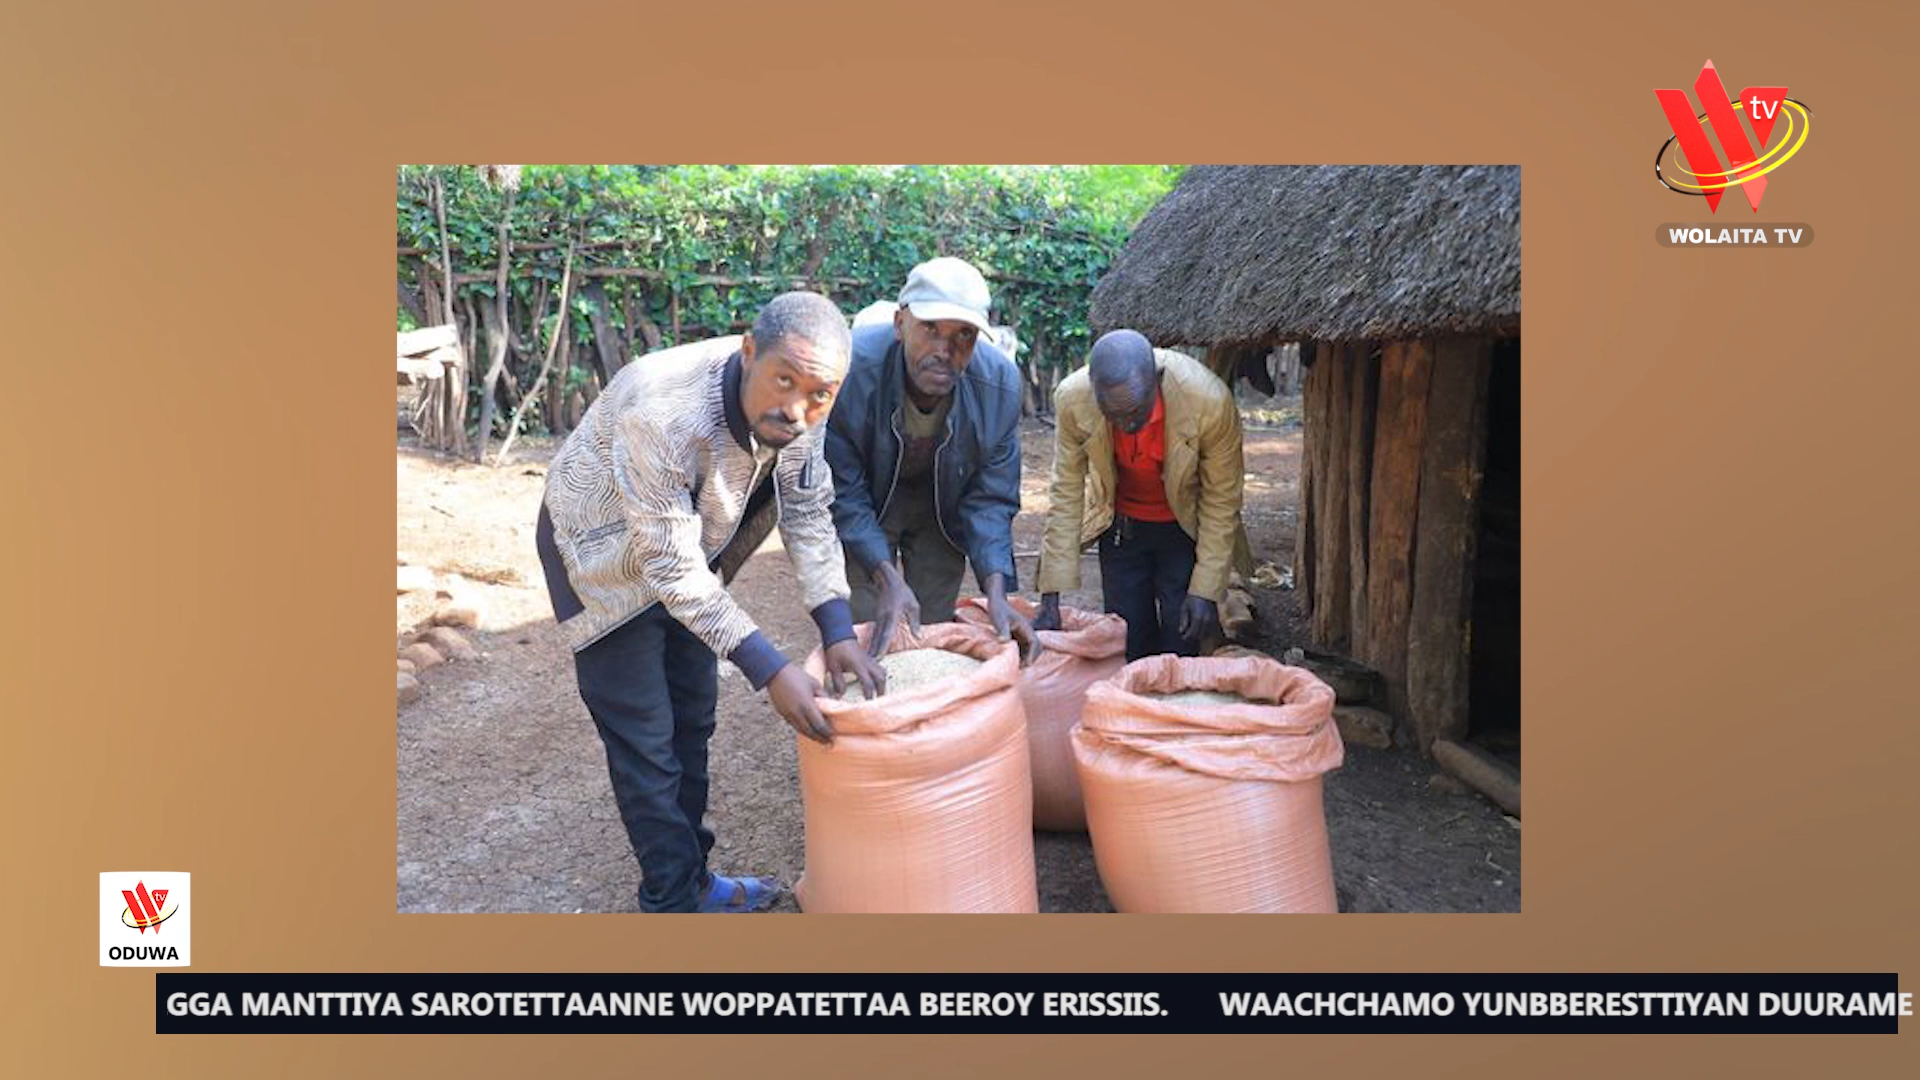 tv
WOLAITA TV
tv
ODUWA
GGA MANTTIYA SAROTETTAANNE WOPPATETTAA BEEROY ERISSIIS. WAACHCHAMO YUNBBERESTTIYAN DUURAME